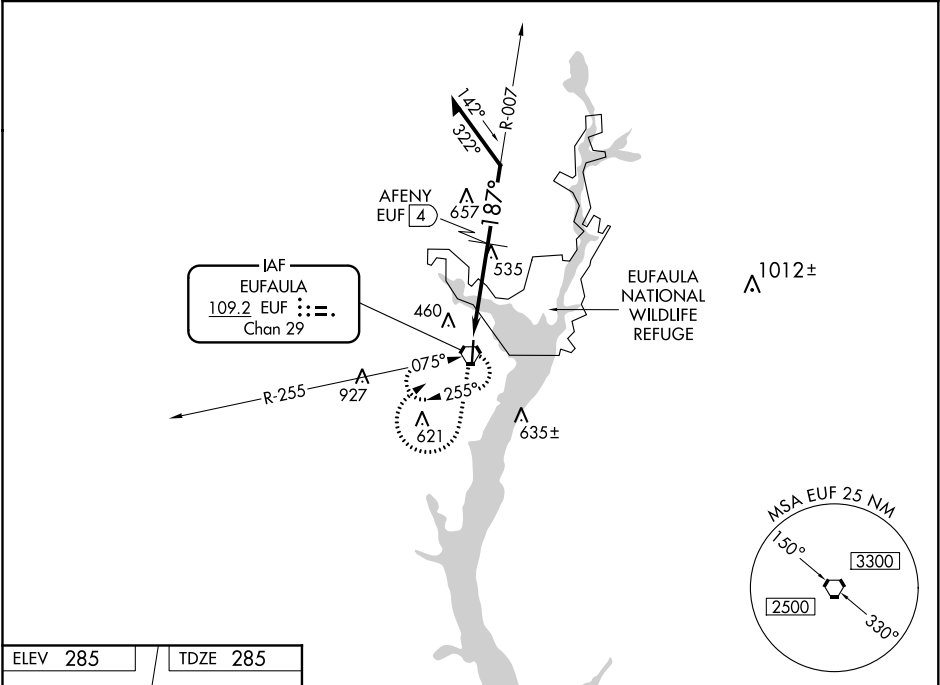 142°
322°
R-007
187°
AFENY
EUF 4
657
535
IAF
EUFAULA
109.2 EUF
Chan 29
460
EUFAULA
NATIONAL
WILDLIFE
REFUGE
1012±
R-255
075°
255°
927
621
635±
MSA EUF 25 NM
150°
3300
2500
330°
ELEV 285
TDZE 285